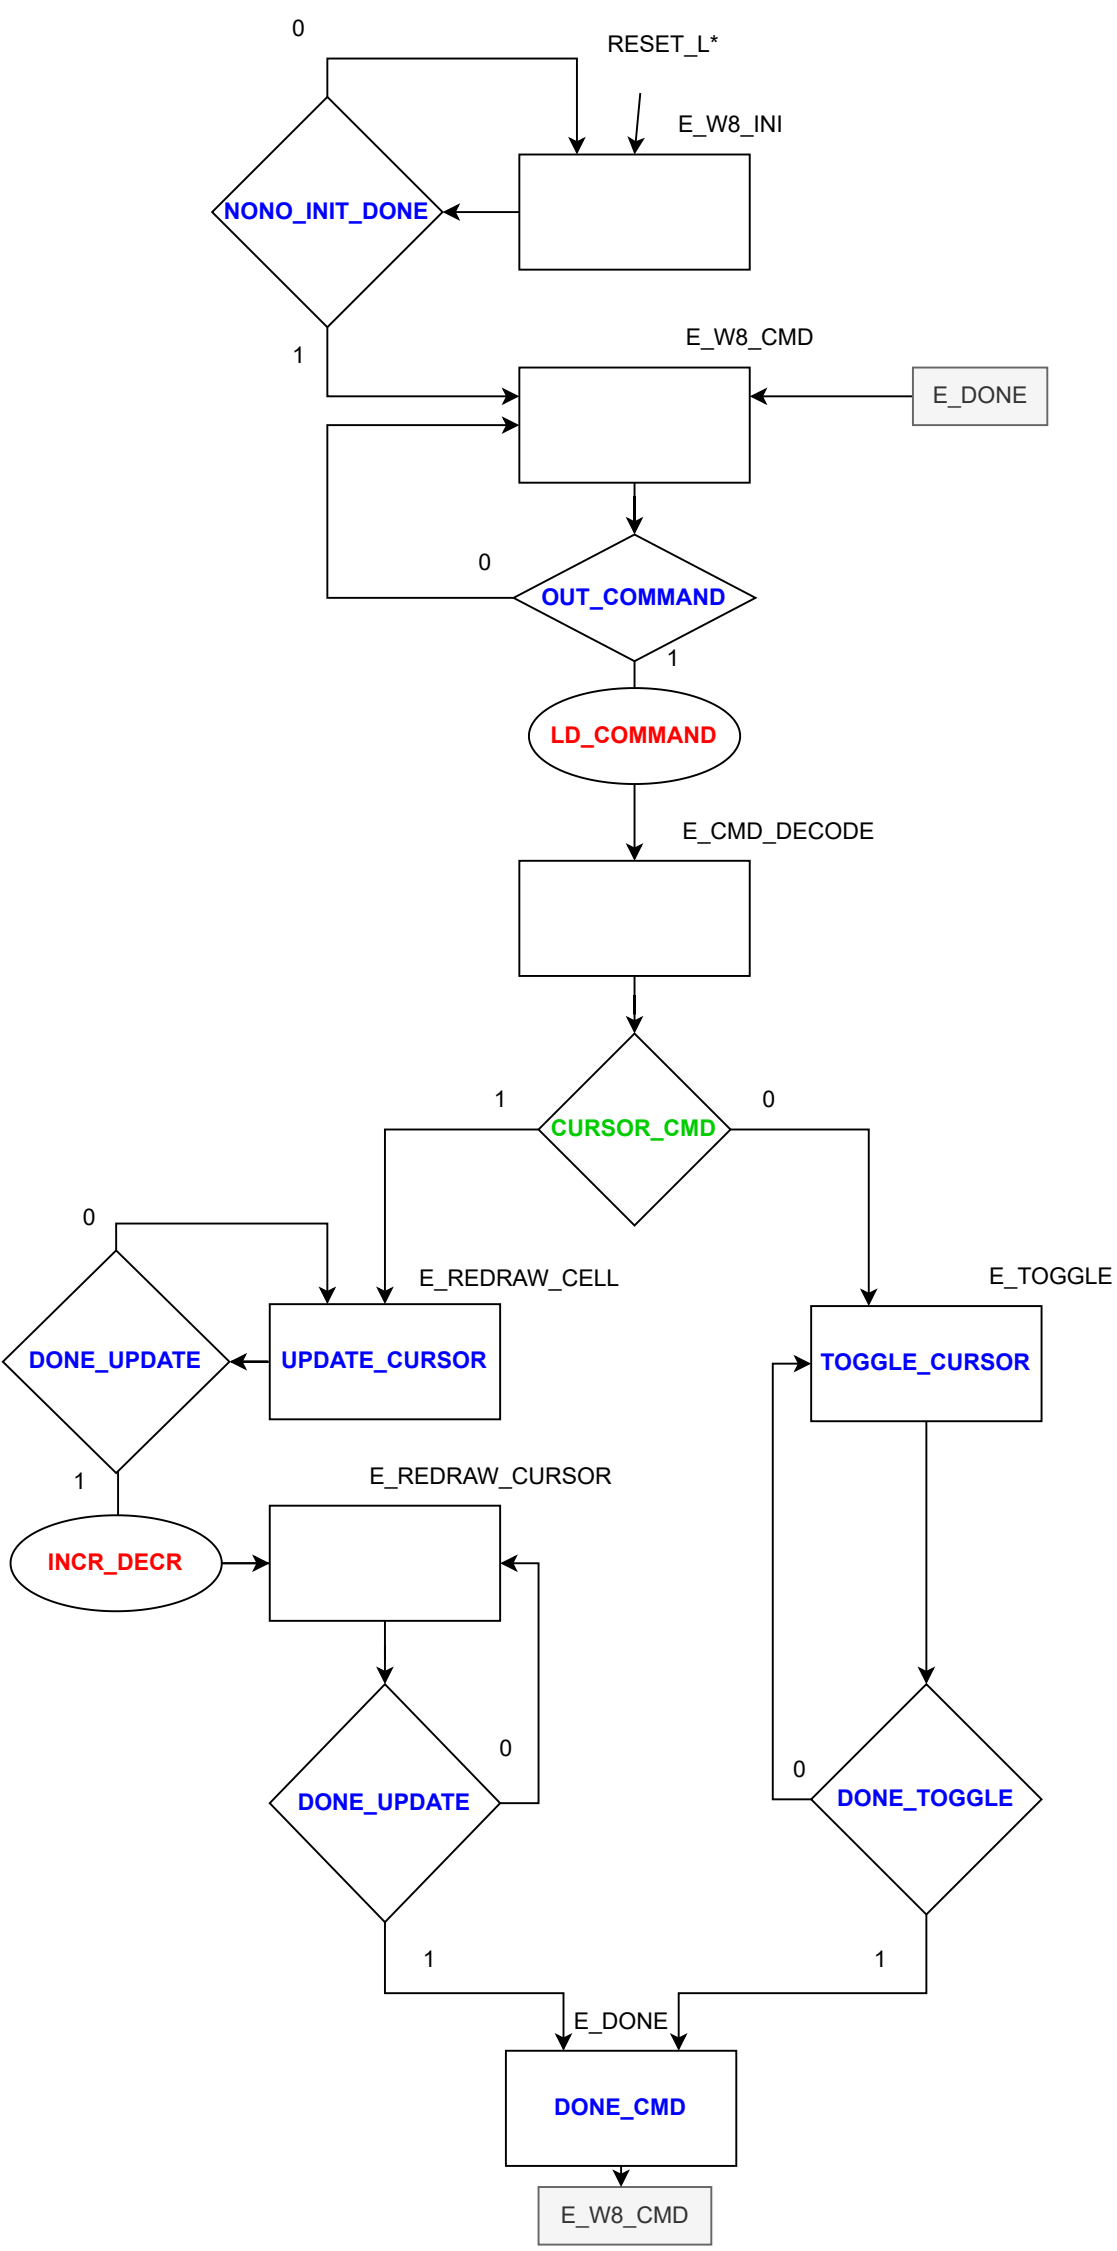 0
RESET_L*
E_W8_INI
NONO_INIT_DONE
1
E_W8_CMD
E_DONE
0
OUT_COMMAND
1
LD_COMMAND
E_CMD_DECODE
1
0
CURSOR_CMD
0
E_REDRAW_CELL
E_TOGGLE
DONE_UPDATE
UPDATE_CURSOR
TOGGLE_CURSOR
1
E_REDRAW_CURSOR
INCR_DECR
0
0
DONE_UPDATE
DONE_TOGGLE
1
1
E_DONE
DONE_CMD
E_W8_CMD